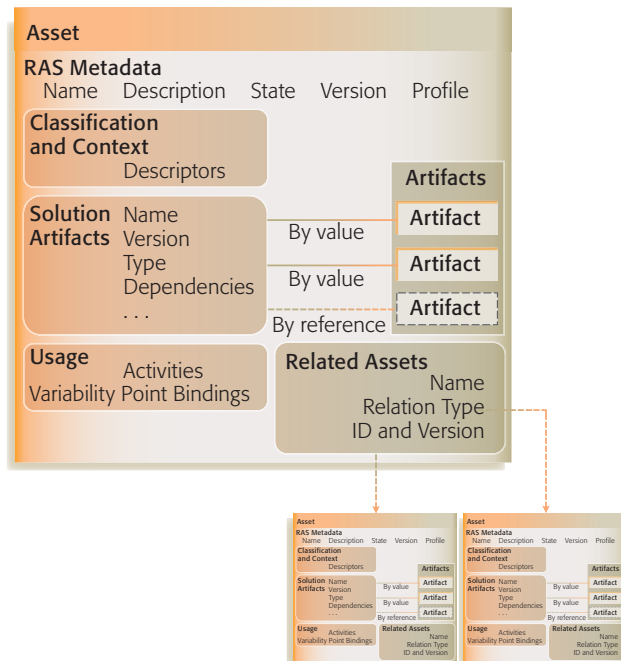 Asset
RAS Metadata
Name Description State Version Profile
Classification
and Context
Descriptors
Artifacts
Solution
Artifacts
Name
Version
Type
Dependencies
. . .
By value
Artifact
By value
Artifact
By reference
Artifact
Usage
Activities
Variability Point Bindings
Related Assets
Name
Relation Type
ID and Version
Asset
RAS Metadata
Name Description State Version Profile
Classification
and Context
Descriptors
Artifacts
Solution
Artifacts
Name
Version
Type
Dependencies
. . .
By value
Artifact
By value
Artifact
By reference
Artifact
Usage
Activities
Variability Point Bindings
Related Assets
Name
Relation Type
ID and Version
Asset
RAS Metadata
Name Description State Version Profile
Classification
and Context
Descriptors
Artifacts
Solution
Artifacts
Name
Version
Type
Dependencies
. . .
By value
Artifact
By value
Artifact
By reference
Artifact
Usage
Activities
Variability Point Bindings
Related Assets
Name
Relation Type
ID and Version